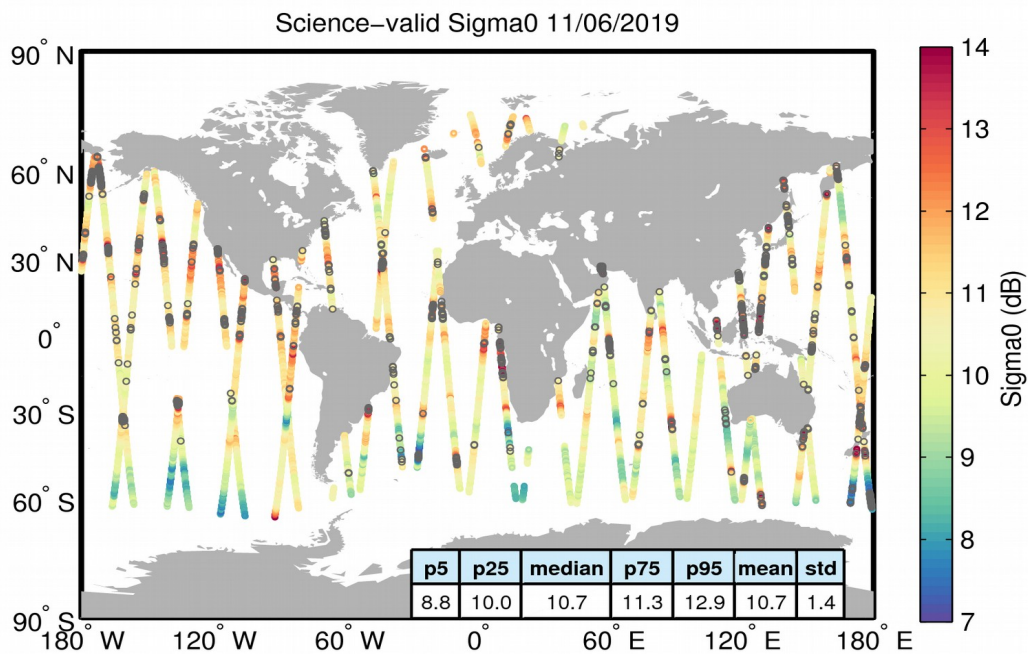 Science−valid Sigma0 11/06/2019
90° N
60° N
30° N
0°
30° S
60° S
90° S
180° W
120° W
60° W
0°
60° E
120° E
180° E
p5 p25 median p75 p95 mean std
8.8 10.0 10.7 11.3 12.9 10.7 1.4
14
13
12
11
10
9
8
7
Sigma0 (dB)